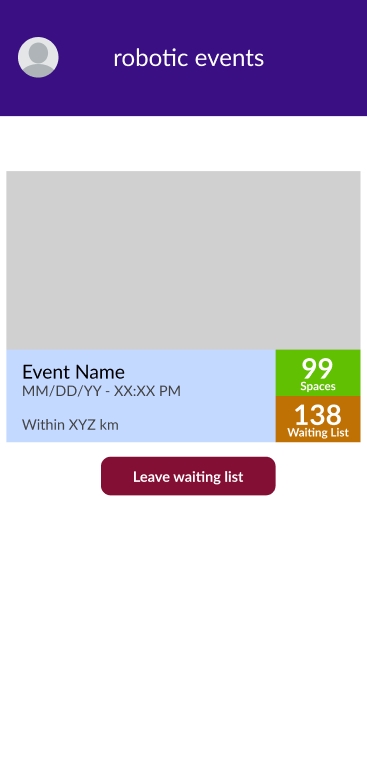 robotic events
Event Name
MM/DD/YY - XX:XX PM
Within XYZ km
99
Spaces
138
Waiting List
Leave waiting list